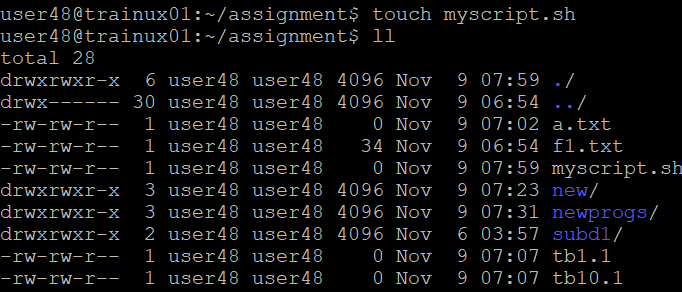 user48@trainux01:~/assignment$ touch myscript.sh
user48@trainux01:~/assignment$ ll
total 28
drwxrwxr-x  6 user48 user48 4096 Nov  9 07:59 ./
drwx------ 30 user48 user48 4096 Nov  9 06:54 ../
-rw-rw-r--  1 user48 user48    0 Nov  9 07:02 a.txt
-rw-rw-r--  1 user48 user48   34 Nov  9 06:54 f1.txt
-rw-rw-r--  1 user48 user48    0 Nov  9 07:59 myscript.sh
drwxrwxr-x  3 user48 user48 4096 Nov  9 07:23 new/
drwxrwxr-x  3 user48 user48 4096 Nov  9 07:31 newprogs/
drwxrwxr-x  2 user48 user48 4096 Nov  6 03:57 subd1/
-rw-rw-r--  1 user48 user48    0 Nov  9 07:07 tb1.1
-rw-rw-r--  1 user48 user48    0 Nov  9 07:07 tb10.1